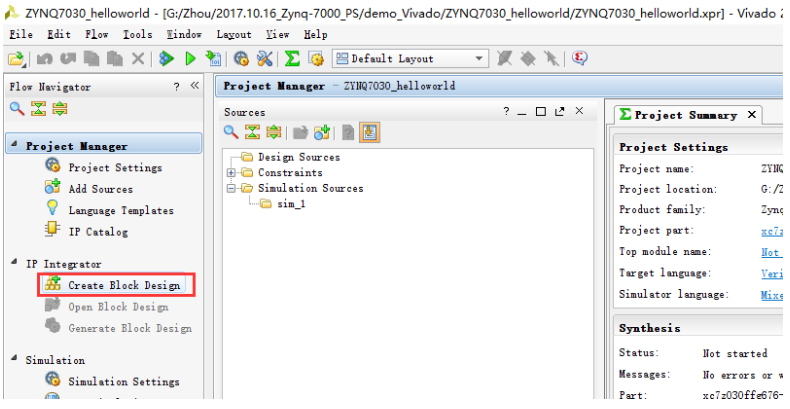 ZYNQ7030_helloworld - [G:/Zhou/2017.10.16_Zynq-7000_PS/demo_Vivado/ZYNQ7030_helloworld/ZYNQ7030_helloworld.xpr] - Vivado 2
File Edit Flow Tools Window Layout View Help
Default Layout
Flow Navigator ? «
Project Manager
Project Settings
Add Sources
Language Templates
IP Catalog
IP Integrator
Create Block Design
Open Block Design
Generate Block Design
Simulation
Simulation Settings
Project Manager - ZYNQ7030_helloworld
Sources
Design Sources
Constraints
Simulation Sources
sim_1
Σ Project Summary ×
Project Settings
Project name: ZYNQ
Project location: G:/Z
Product family: Zynq
Project part: xc7z
Top module name: Not
Target language: Veri
Simulator language: Mixe
Synthesis
Status: Not started
Messages: No errors or w
Part: xc7z030ffg676-